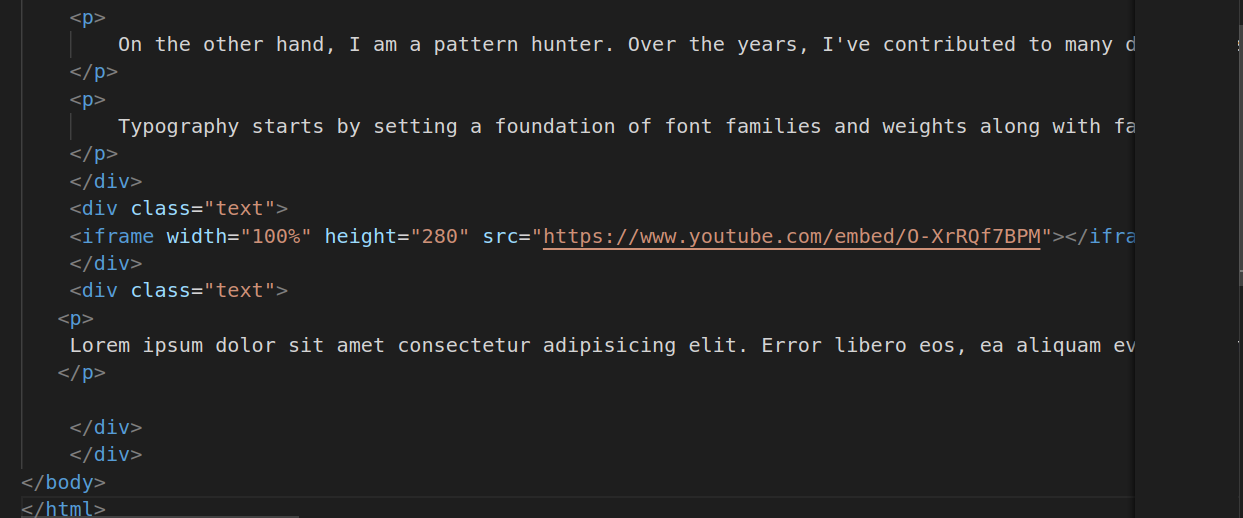 <p>
On the other hand, I am a pattern hunter. Over the years, I've contributed to many
</p>
<p>
Typography starts by setting a foundation of font families and weights along with
</p>
</div>
<div class="text">
<iframe width="100%" height="280" src="https://www.youtube.com/embed/O-XrRQf7BPM"></ifra
</div>
<div class="text">
<p>
Lorem ipsum dolor sit amet consectetur adipisicing elit. Error libero eos, ea aliquam
</p>
</div>
</div>
</body>
</html>